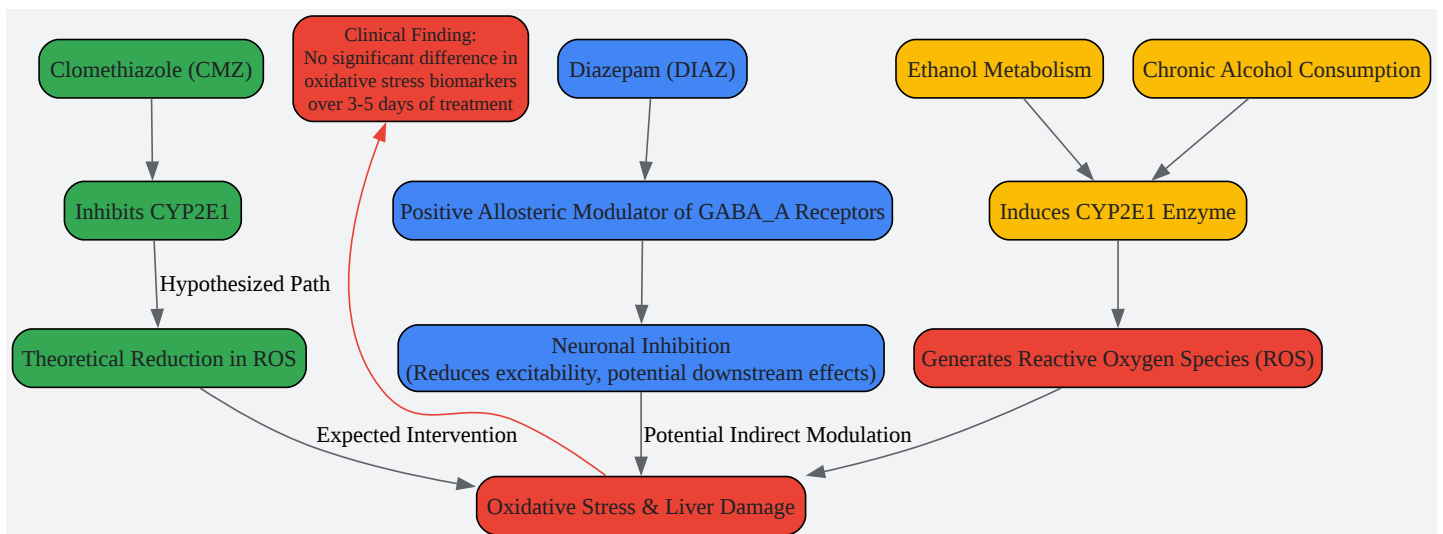 Clomethiazole (CMZ)
Clinical Finding:
No significant difference in
oxidative stress biomarkers
over 3-5 days of treatment
Diazepam (DIAZ)
Ethanol Metabolism
Chronic Alcohol Consumption
Inhibits CYP2E1
Positive Allosteric Modulator of GABA_A Receptors
Induces CYP2E1 Enzyme
Hypothesized Path
Theoretical Reduction in ROS
Neuronal Inhibition
(Reduces excitability, potential downstream effects)
Generates Reactive Oxygen Species (ROS)
Expected Intervention
Potential Indirect Modulation
Oxidative Stress & Liver Damage